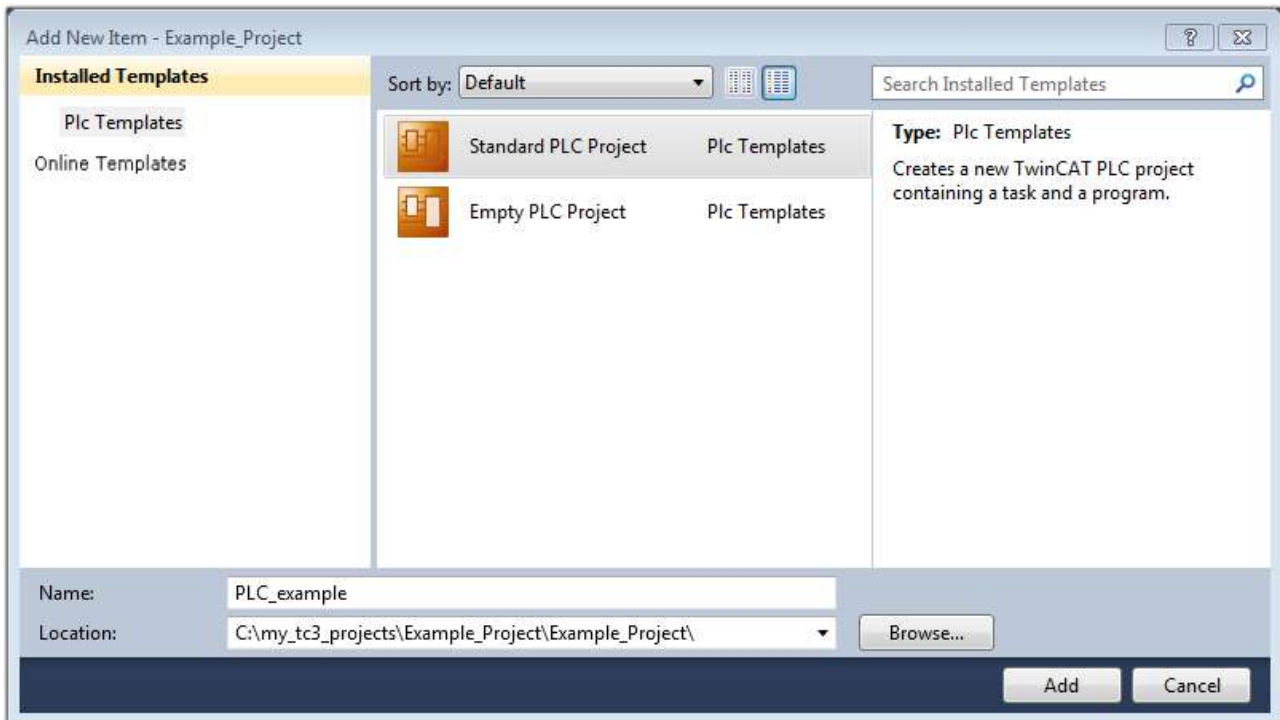 Add New Item - Example_Project
Installed Templates
Plc Templates
Online Templates
Sort by: Default
Search Installed Templates
Standard PLC Project Plc Templates
Empty PLC Project Plc Templates
Type: Plc Templates
Creates a new TwinCAT PLC project
containing a task and a program.
Name: PLC_example
Location: C:\my_tc3_projects\Example_Project\Example_Project\ Browse...
Add Cancel